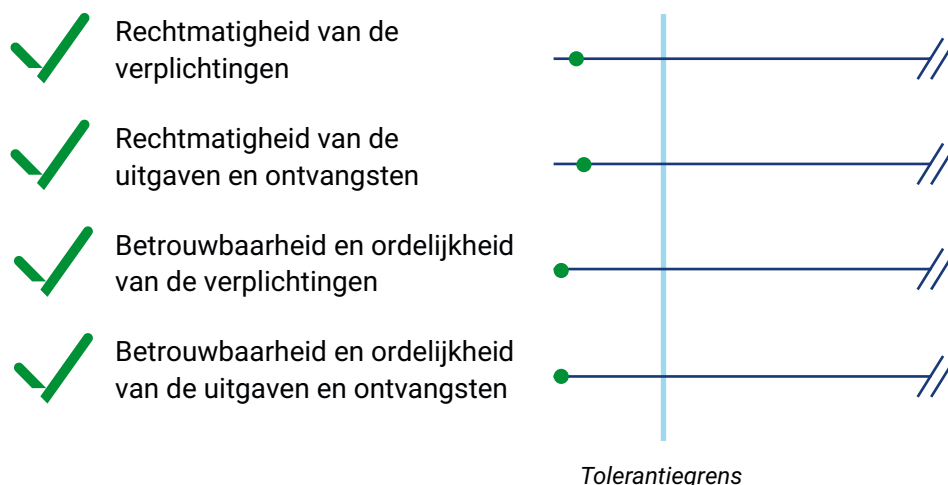 Rechtmatigheid van de
verplichtingen
Rechtmatigheid van de
uitgaven en ontvangsten
Betrouwbaarheid en ordelijkheid
van de verplichtingen
Betrouwbaarheid en ordelijkheid
van de uitgaven en ontvangsten
Tolerantiegrens